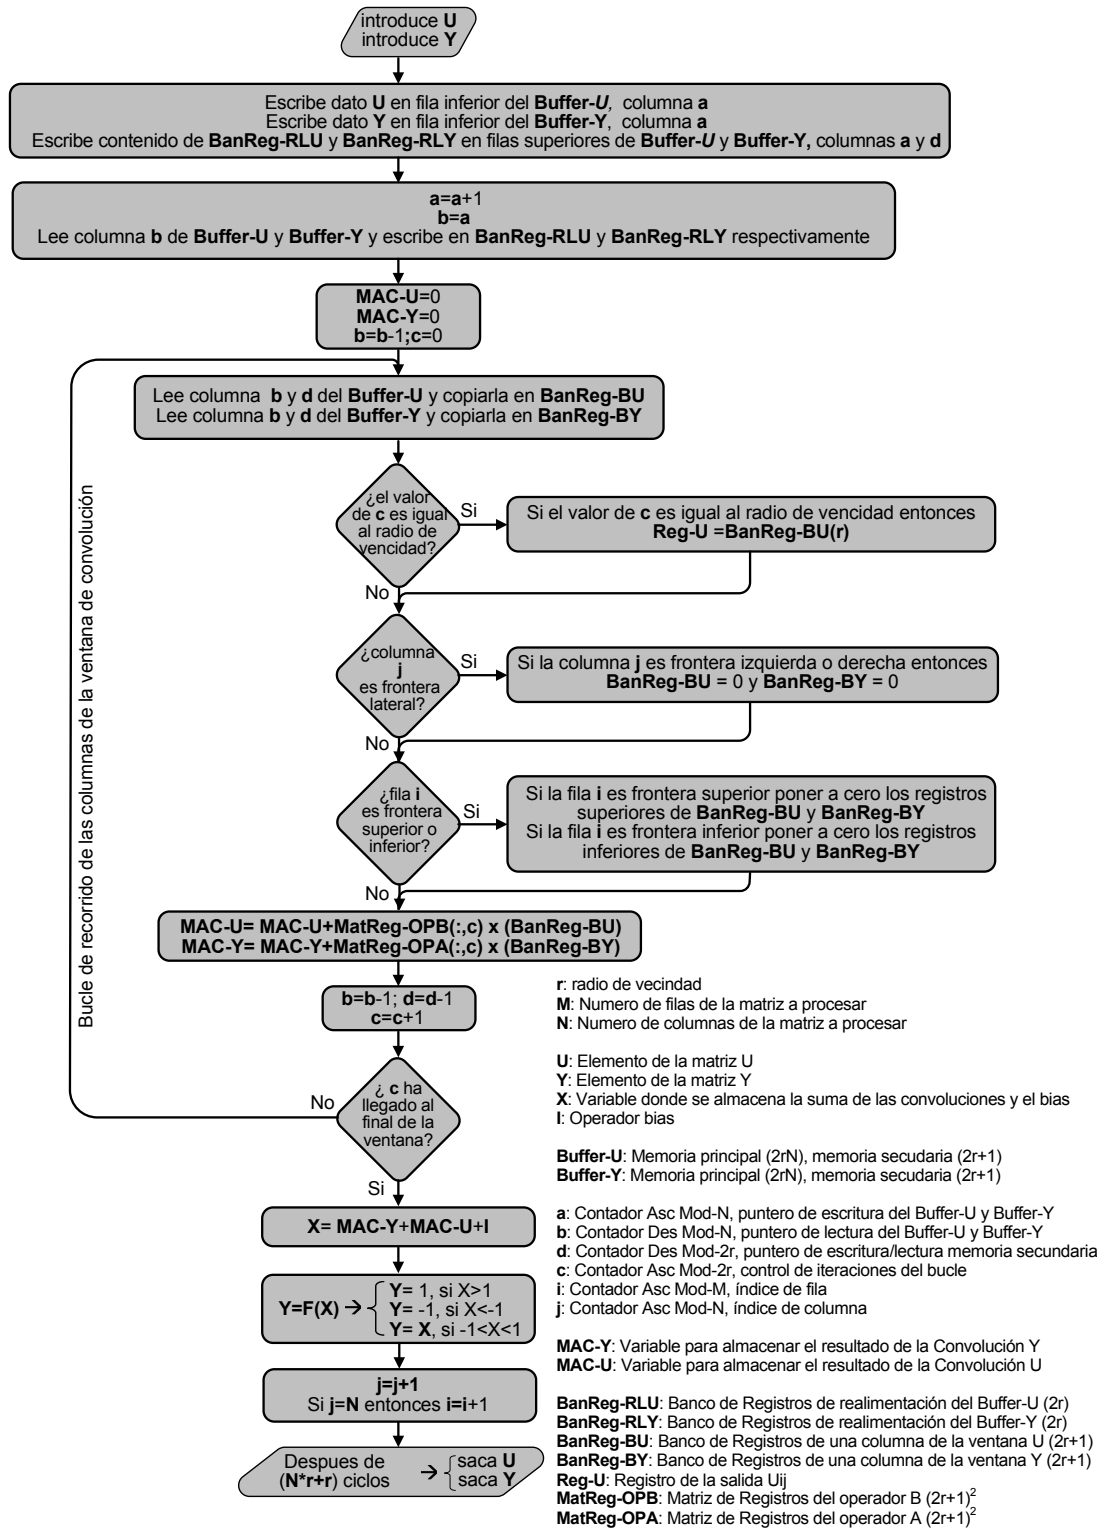 introduce U
introduce Y
Escribe dato U en fila inferior del Buffer-U, columna a
Escribe dato Y en fila inferior del Buffer-Y, columna a
Escribe contenido de BanReg-RLU y BanReg-RLY en filas superiores de Buffer-U y Buffer-Y, columnas a y d
a=a+1
b=a
Lee columna b de Buffer-U y Buffer-Y y escribe en BanReg-RLU y BanReg-RLY respectivamente
MAC-U=0
MAC-Y=0
b=b-1;c=0
Lee columna b y d del Buffer-U y copiarla en BanReg-BU
Lee columna b y d del Buffer-Y y copiarla en BanReg-BY
Bucle de recorrido de las columnas de la ventana de convolución
¿el valor
de c es igual
al radio de
vencidad?
Si
Si el valor de c es igual al radio de vencidad entonces
Reg-U =BanReg-BU(r)
No
¿columna
j
es frontera
lateral?
Si
Si la columna j es frontera izquierda o derecha entonces
BanReg-BU = 0 y BanReg-BY = 0
No
¿fila i
es frontera
superior o
inferior?
Si
Si la fila i es frontera superior poner a cero los registros
superiores de BanReg-BU y BanReg-BY
Si la fila i es frontera inferior poner a cero los registros
inferiores de BanReg-BU y BanReg-BY
No
MAC-U= MAC-U+MatReg-OPB(:,c) x (BanReg-BU)
MAC-Y= MAC-Y+MatReg-OPA(:,c) x (BanReg-BY)
b=b-1; d=d-1
c=c+1
¿ c ha
llegado al
final de la
ventana?
No
Si
X= MAC-Y+MAC-U+I
Y=F(X) → { Y= 1, si X>1
Y= -1, si X<-1
Y= X, si -1<X<1
j=j+1
Si j=N entonces i=i+1
Despues de
(N*r+r) ciclos
→ { saca U
saca Y
r: radio de vecidad
M: Numero de filas de la matriz a procesar
N: Numero de columnas de la matriz a procesar
U: Elemento de la matriz U
Y: Elemento de la matriz Y
X: Variable donde se almacena la suma de las convoluciones y el bias
I: Operador bias
Buffer-U: Memoria principal (2rN), memoria secudaria (2r+1)
Buffer-Y: Memoria principal (2rN), memoria secudaria (2r+1)
a: Contador Asc Mod-N, puntero de escritura del Buffer-U y Buffer-Y
b: Contador Des Mod-N, puntero de lectura del Buffer-U y Buffer-Y
d: Contador Des Mod-2r, puntero de escritura/lectura memoria secundaria
c: Contador Asc Mod-2r, control de iteraciones del bucle
i: Contador Asc Mod-M, índice de fila
j: Contador Asc Mod-N, índice de columna
MAC-Y: Variable para almacenar el resultado de la Convolución Y
MAC-U: Variable para almacenar el resultado de la Convolución U
BanReg-RLU: Banco de Registros de realimentación del Buffer-U (2r)
BanReg-RLY: Banco de Registros de realimentación del Buffer-Y (2r)
BanReg-BU: Banco de Registros de una columna de la ventana U (2r+1)
BanReg-BY: Banco de Registros de una columna de la ventana Y (2r+1)
Reg-U: Registro de la salida Uij
MatReg-OPB: Matriz de Registros del operador B (2r+1)²
MatReg-OPA: Matriz de Registros del operador A (2r+1)²